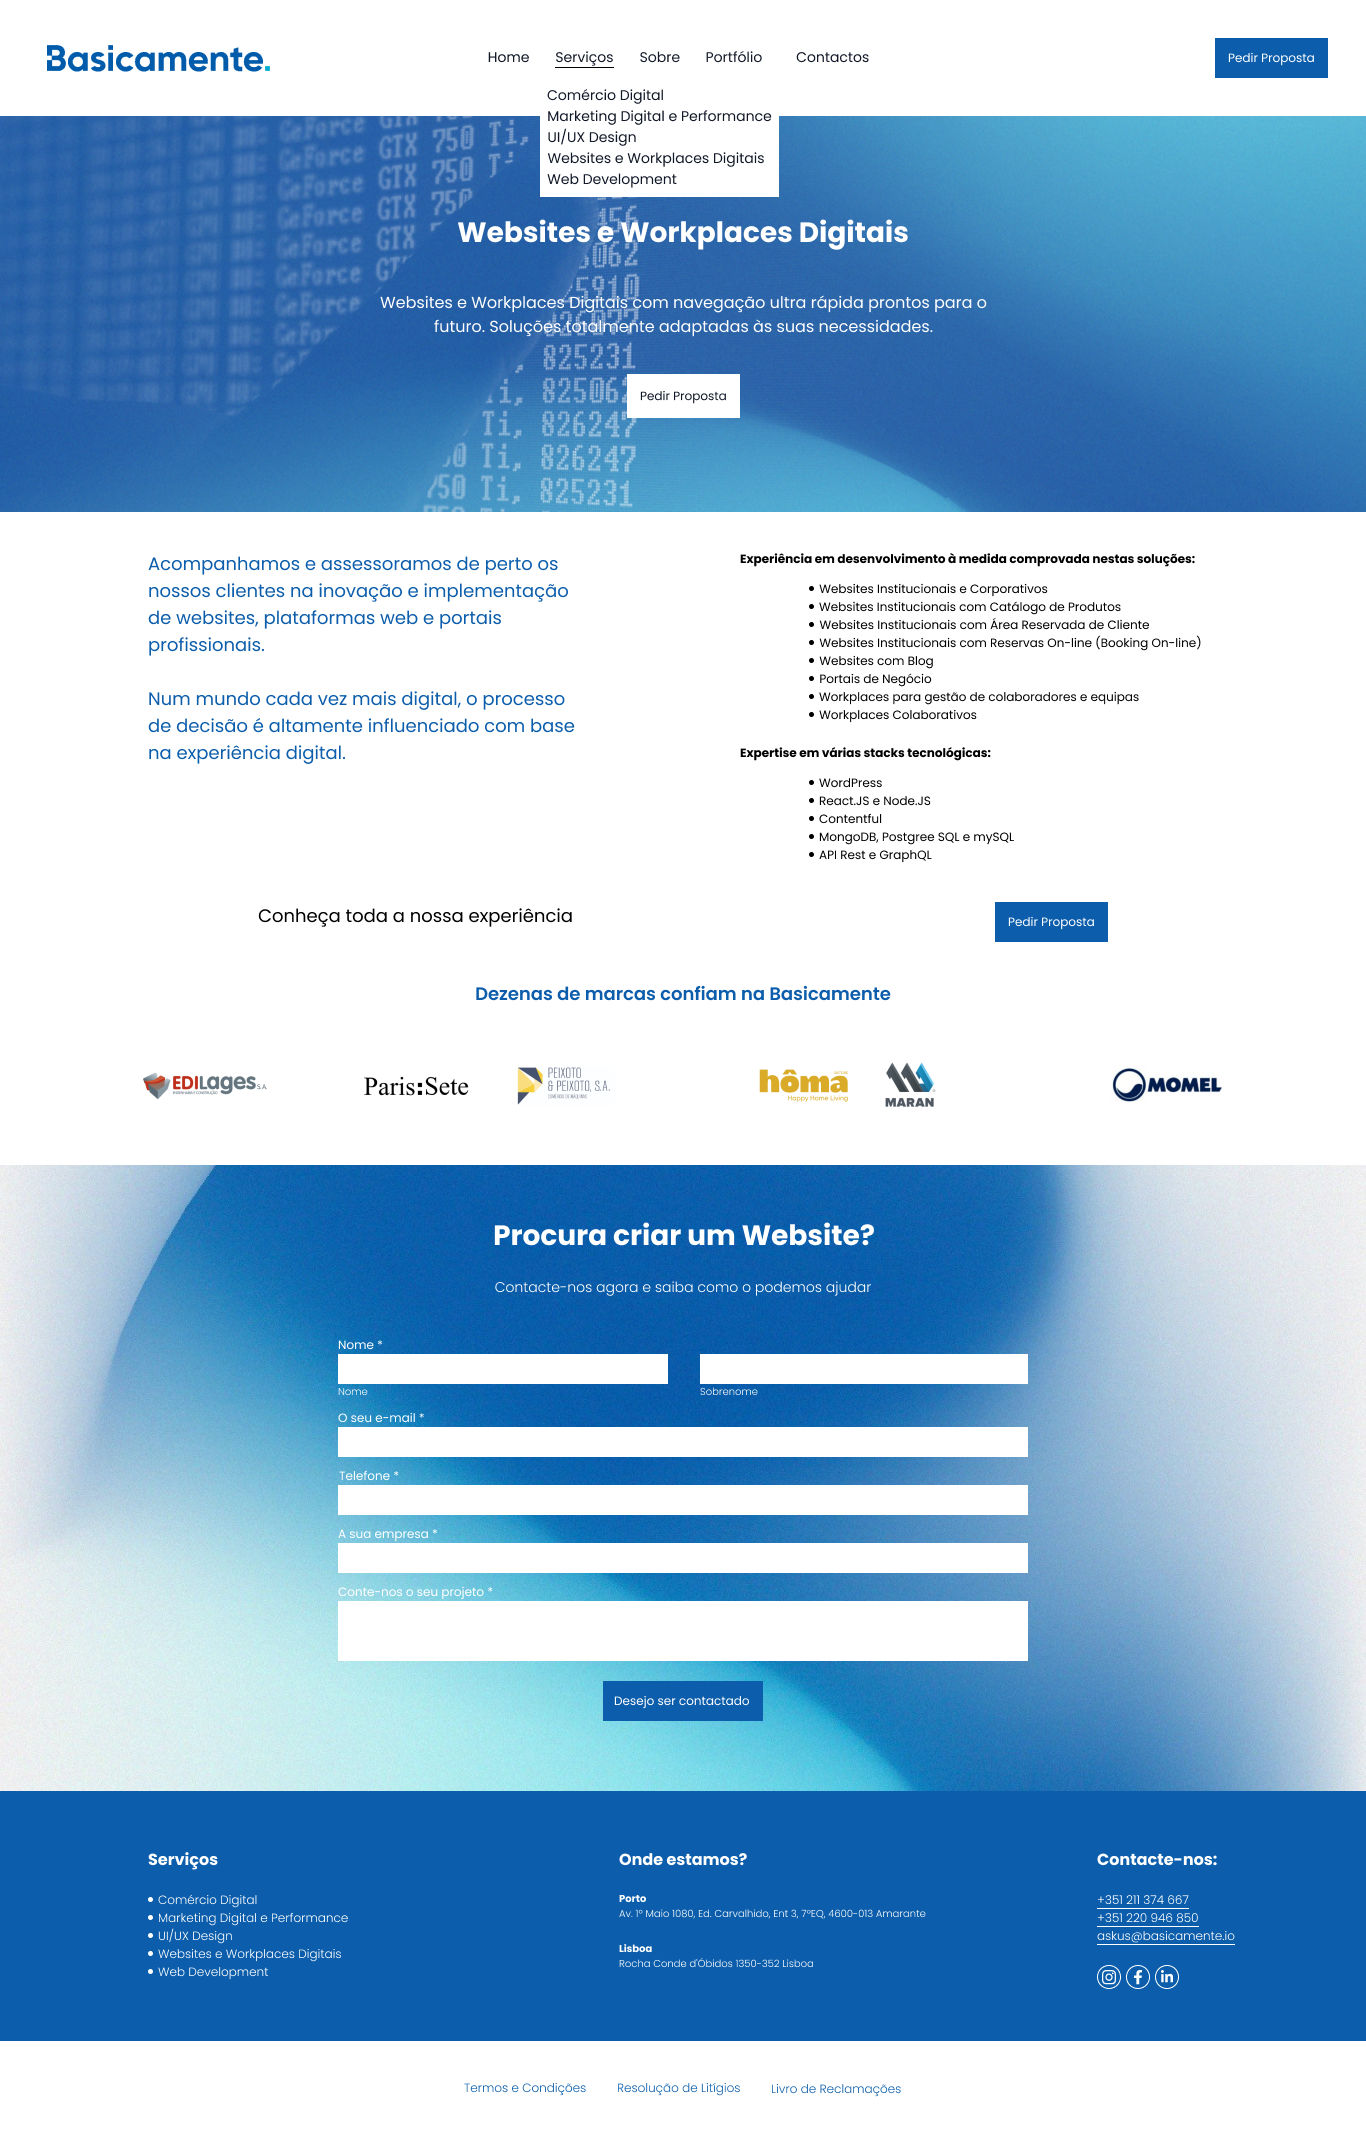 Basicamente.
Home Serviços Sobre Portfólio Contactos
Pedir Proposta
Comércio Digital
Marketing Digital e Performance
UI/UX Design
Websites e Workplaces Digitais
Web Development
Websites e Workplaces Digitais
Websites e Workplaces Digitais com navegação ultra rápida prontos para o
futuro. Soluções totalmente adaptadas às suas necessidades.
Pedir Proposta
Acompanhamos e assessoramos de perto os
nossos clientes na inovação e implementação
de websites, plataformas web e portais
profissionais.
Num mundo cada vez mais digital, o processo
de decisão é altamente influenciado com base
na experiência digital.
Experiência em desenvolvimento à medida comprovada nestas soluções:
Websites Institucionais e Corporativos
Websites Institucionais com Catálogo de Produtos
Websites Institucionais com Área Reservada de Cliente
Websites Institucionais com Reservas On-line (Booking On-line)
Websites com Blog
Portais de Negócio
Workplaces para gestão de colaboradores e equipas
Workplaces Colaborativos
Expertise em várias stacks tecnológicas:
WordPress
React.JS e Node.JS
Contentful
MongoDB, Postgree SQL e mySQL
API Rest e GraphQL
Conheça toda a nossa experiência
Pedir Proposta
Dezenas de marcas confiam na Basicamente
EDILages S.A.
Paris:Sete
PEIXOTO
& PEIXOTO, S.A.
hôma
Happy Home Living
MARAN
MOMEL
Procura criar um Website?
Contacte-nos agora e saiba como o podemos ajudar
Nome *
Nome
Sobrenome
O seu e-mail *
Telefone *
A sua empresa *
Conte-nos o seu projeto *
Desejo ser contactado
Serviços
Comércio Digital
Marketing Digital e Performance
UI/UX Design
Websites e Workplaces Digitais
Web Development
Onde estamos?
Porto
Av. 1º Maio 1080, Ed. Carvalhido, Ent 3, 7ºEQ, 4600-013 Amarante
Lisboa
Rocha Conde d'Óbidos 1350-352 Lisboa
Contacte-nos:
+351 211 374 667
+351 220 946 850
askus@basicamente.io
Termos e Condições
Resolução de Litígios
Livro de Reclamações